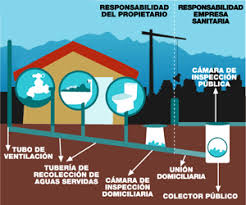 RESPONSABILIDAD
DEL PROPIETARIO
RESPONSABILIDAD
EMPRESA
SANITARIA
CÁMARA DE
INSPECCIÓN
PÚBLICA
TUBO DE
VENTILACIÓN
TUBERÍA DE
RECOLECCIÓN DE
AGUAS SERVIDAS
CÁMARA DE
INSPECCIÓN
DOMICILIARIA
UNIÓN
DOMICILIARIA
COLECTOR PÚBLICO